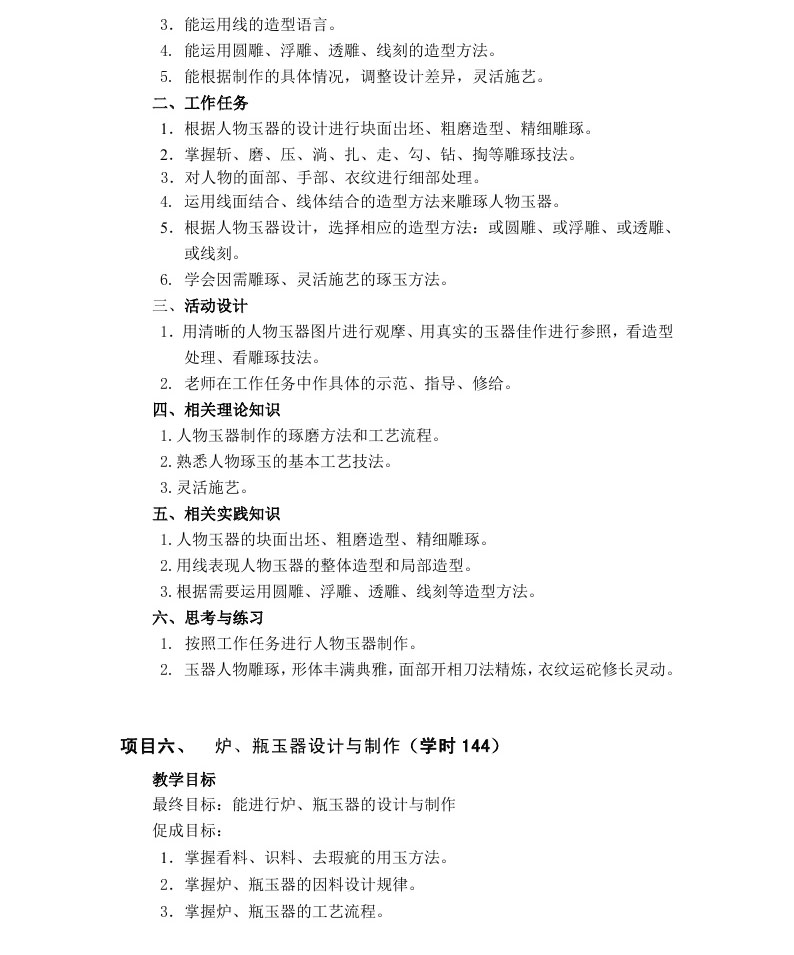 3．能运用线的造型语言。
4. 能运用圆雕、浮雕、透雕、线刻的造型方法。
5. 能根据制作的具体情况，调整设计差异，灵活施艺。
二、工作任务
1．根据人物玉器的设计进行块面出坯、粗磨造型、精细雕琢。
2．掌握斩、磨、压、淌、扎、走、勾、钻、掏等雕琢技法。
3．对人物的面部、手部、衣纹进行细部处理。
4. 运用线面结合、线体结合的造型方法来雕琢人物玉器。
5．根据人物玉器设计，选择相应的造型方法：或圆雕、或浮雕、或透雕、
或线刻。
6. 学会因需雕琢、灵活施艺的琢玉方法。
三、活动设计
1．用清晰的人物玉器图片进行观摩、用真实的玉器佳作进行参照，看造型
处理、看雕琢技法。
2. 老师在工作任务中作具体的示范、指导、修给。
四、相关理论知识
1.人物玉器制作的琢磨方法和工艺流程。
2.熟悉人物琢玉的基本工艺技法。
3.灵活施艺。
五、相关实践知识
1.人物玉器的块面出坯、粗磨造型、精细雕琢。
2.用线表现人物玉器的整体造型和局部造型。
3.根据需要运用圆雕、浮雕、透雕、线刻等造型方法。
六、思考与练习
1. 按照工作任务进行人物玉器制作。
2. 玉器人物雕琢，形体丰满典雅，面部开相刀法精炼，衣纹运砣修长灵动。
项目六、 炉、瓶玉器设计与制作（学时 144）
教学目标
最终目标：能进行炉、瓶玉器的设计与制作
促成目标：
1．掌握看料、识料、去瑕疵的用玉方法。
2．掌握炉、瓶玉器的因料设计规律。
3．掌握炉、瓶玉器的工艺流程。